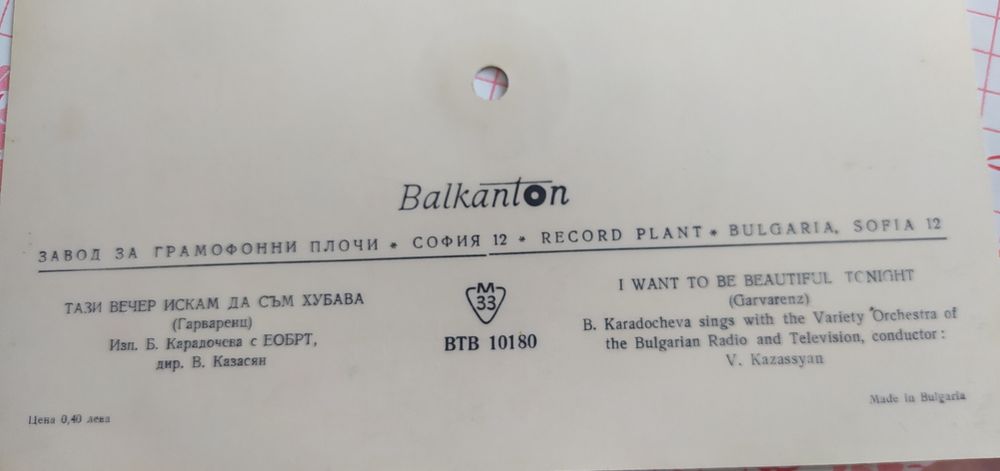 Balkanton
ЗАВОД ЗА ГРАМОФОННИ ПЛОЧИ * СОФИЯ 12 * RECORD PLANT * BULGARIA, SOFIA 12
ТАЗИ ВЕЧЕР ИСКАМ ДА СЪМ ХУБАВА
(Гарваренц)
Изп. Б. Карадочева с ЕОБРТ,
дир. В. Казасян
М
33
ВТВ 10180
I WANT TO BE BEAUTIFUL TONIGHT
(Garvarenz)
B. Karadocheva sings with the Variety Orchestra of
the Bulgarian Radio and Television, conductor:
V. Kazassyan
Цена 0,40 лева
Made in Bulgaria